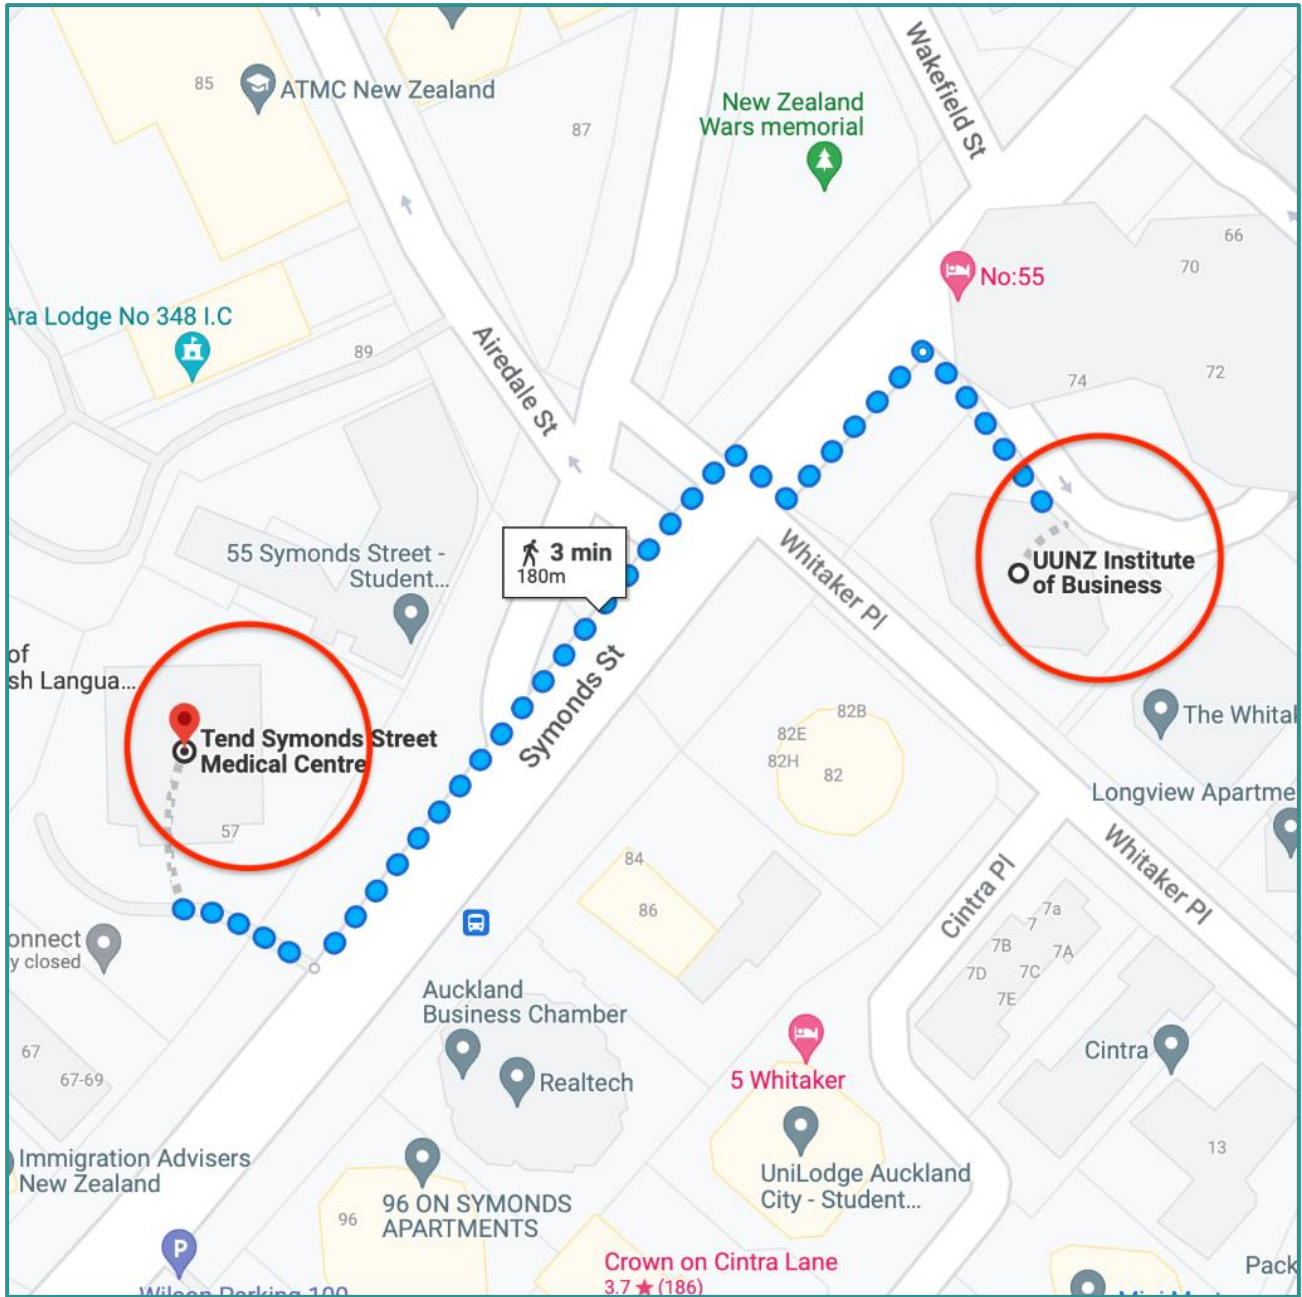 85
ATMC New Zealand
87
New Zealand
Wars memorial
Wakefield St
66
70
No:55
Ara Lodge No 348 I.C
89
Airedale St
74
72
55 Symonds Street -
Student...
3 min
180m
Whitaker Pl
UUNZ Institute
of Business
of
sh Langua...
Tend Symonds Street
Medical Centre
57
Symonds St
82B
82E
82H
82
The Whita
Longview Apartme
84
86
Cintra Pl
Whitaker Pl
7a
7
7B
7A
7D
7C
7E
onnect
y closed
Auckland
Business Chamber
Realtech
67
67-69
5 Whitaker
Cintra
13
Immigration Advisers
New Zealand
96
96 ON SYMONDS
APARTMENTS
UniLodge Auckland
City - Student...
P
Wilson Parking 100
Crown on Cintra Lane
3.7 ★ (186)
Pack